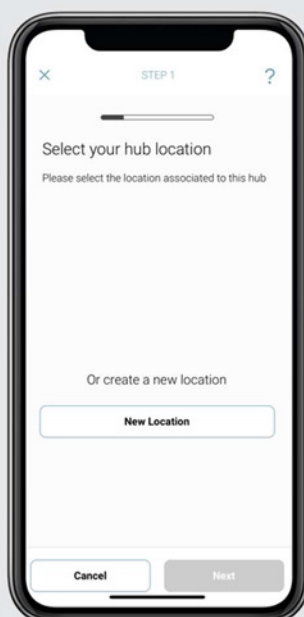 STEP 1
?
Select your hub location
Please select the location associated to this hub
Or create a new location
New Location
Cancel
Next